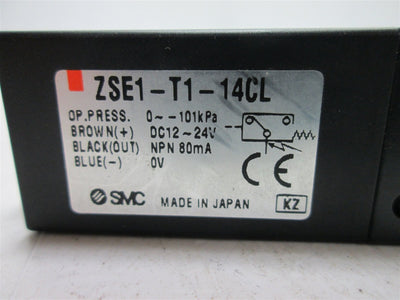 ZSE1-T1-14CL
OP.PRESS. 0~-101kPa
BROWN(+) DC12~24V
BLACK(OUT) NPN 80mA
BLUE(-) 0V
CE
SMC MADE IN JAPAN KZ